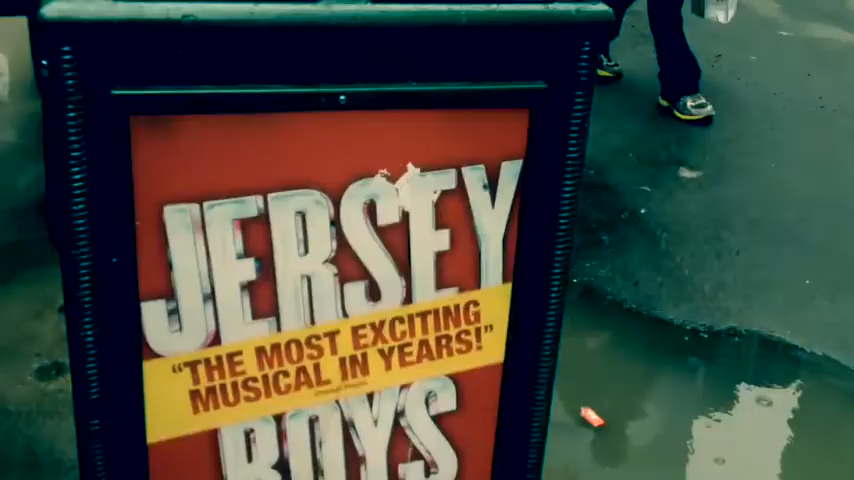 JERSEY
"THE MOST EXCITING
MUSICAL IN YEARS!"
BOYS